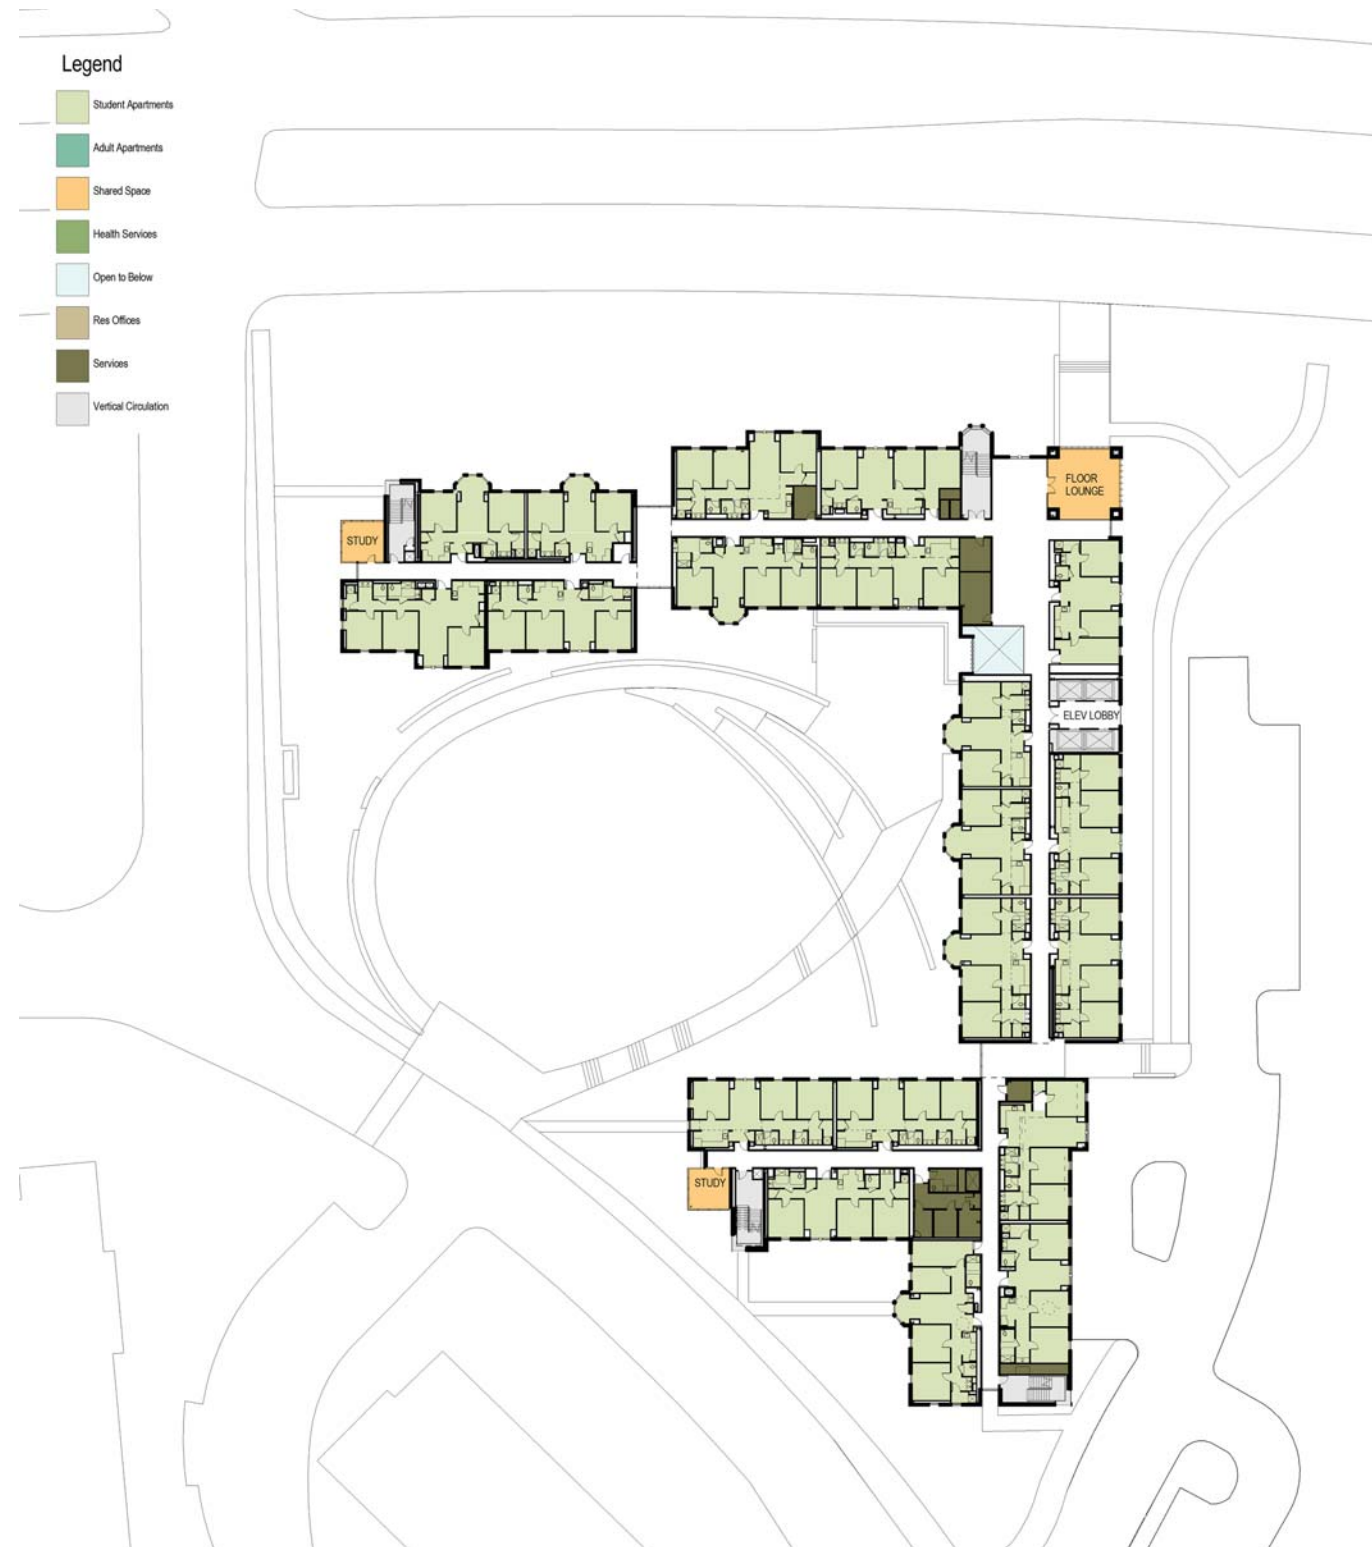 Legend
Student Apartments
Adult Apartments
Shared Space
Health Services
Open to Below
Res Offices
Services
Vertical Circulation
FLOOR
LOUNGE
STUDY
ELEV LOBBY
STUDY